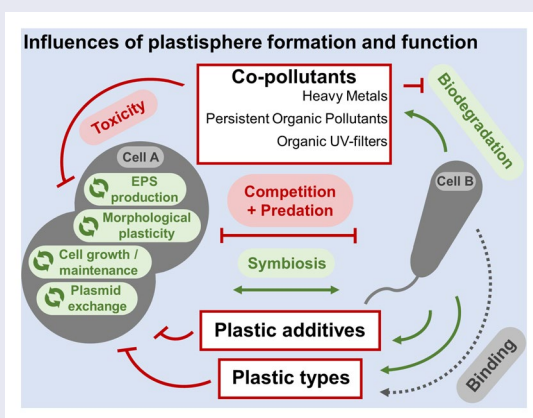 Influences of plastisphere formation and function
Co-pollutants
Heavy Metals
Persistent Organic Pollutants
Organic UV-filters
Biodegradation
Toxicity
Cell A
EPS
production
Morphological
plasticity
Cell growth /
maintenance
Plasmid
exchange
Competition
+ Predation
Symbiosis
Cell B
Plastic additives
Plastic types
Binding